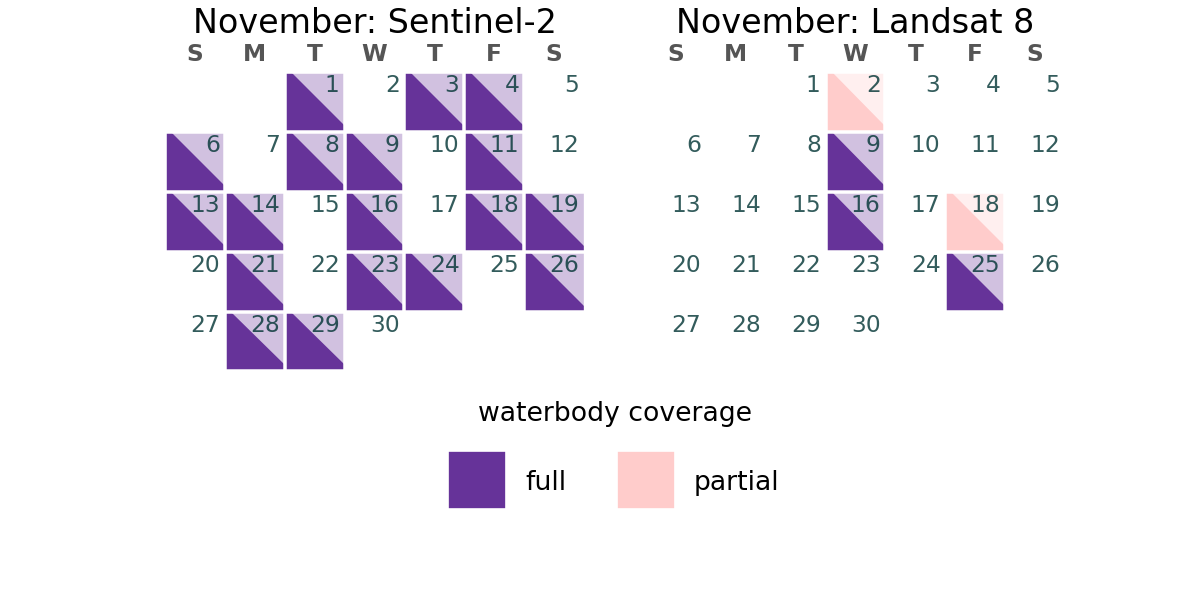 November: Sentinel-2
S M T W T F S
1 2 3 4 5
6 7 8 9 10 11 12
13 14 15 16 17 18 19
20 21 22 23 24 25 26
27 28 29 30
November: Landsat 8
S M T W T F S
1 2 3 4 5
6 7 8 9 10 11 12
13 14 15 16 17 18 19
20 21 22 23 24 25 26
27 28 29 30
waterbody coverage
full partial